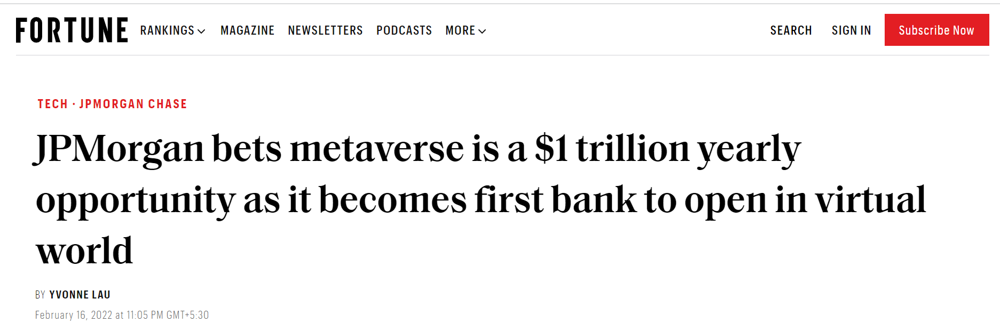 FORTUNE RANKINGS MAGAZINE NEWSLETTERS PODCASTS MORE SEARCH SIGN IN Subscribe Now
TECH · JPMORGAN CHASE
JPMorgan bets metaverse is a $1 trillion yearly
opportunity as it becomes first bank to open in virtual
world
BY YVONNE LAU
February 16, 2022 at 11:05 PM GMT+5:30